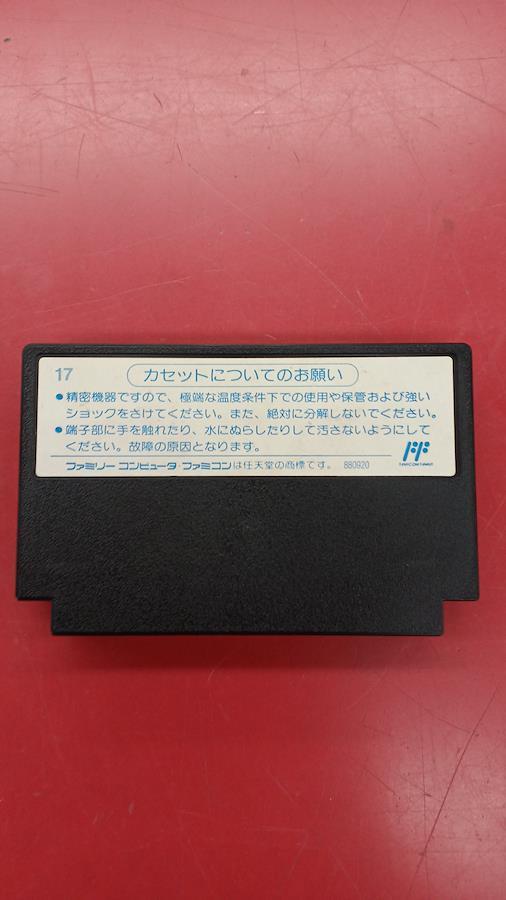 17
カセットについてのお願い
●精密機器ですので、極端な温度条件下での使用や保管および強い
ショックをさけてください。また、絶対に分解しないでください。
●端子部に手を触れたり、水にぬらしたりして汚さないようにして
ください。故障の原因となります。
ファミリーコンピュータ・ファミコンは任天堂の商標です。 880920
FAMICOM FAMILY